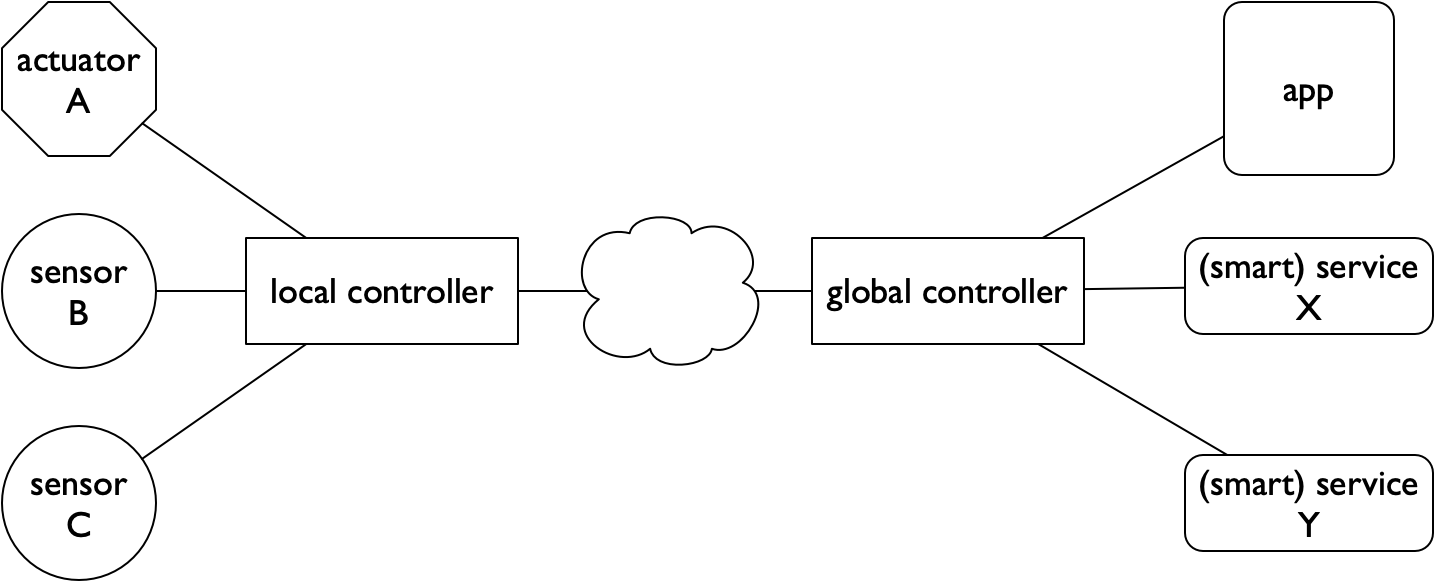 actuator
A
sensor
B
sensor
C
local controller
global controller
app
(smart) service
X
(smart) service
Y